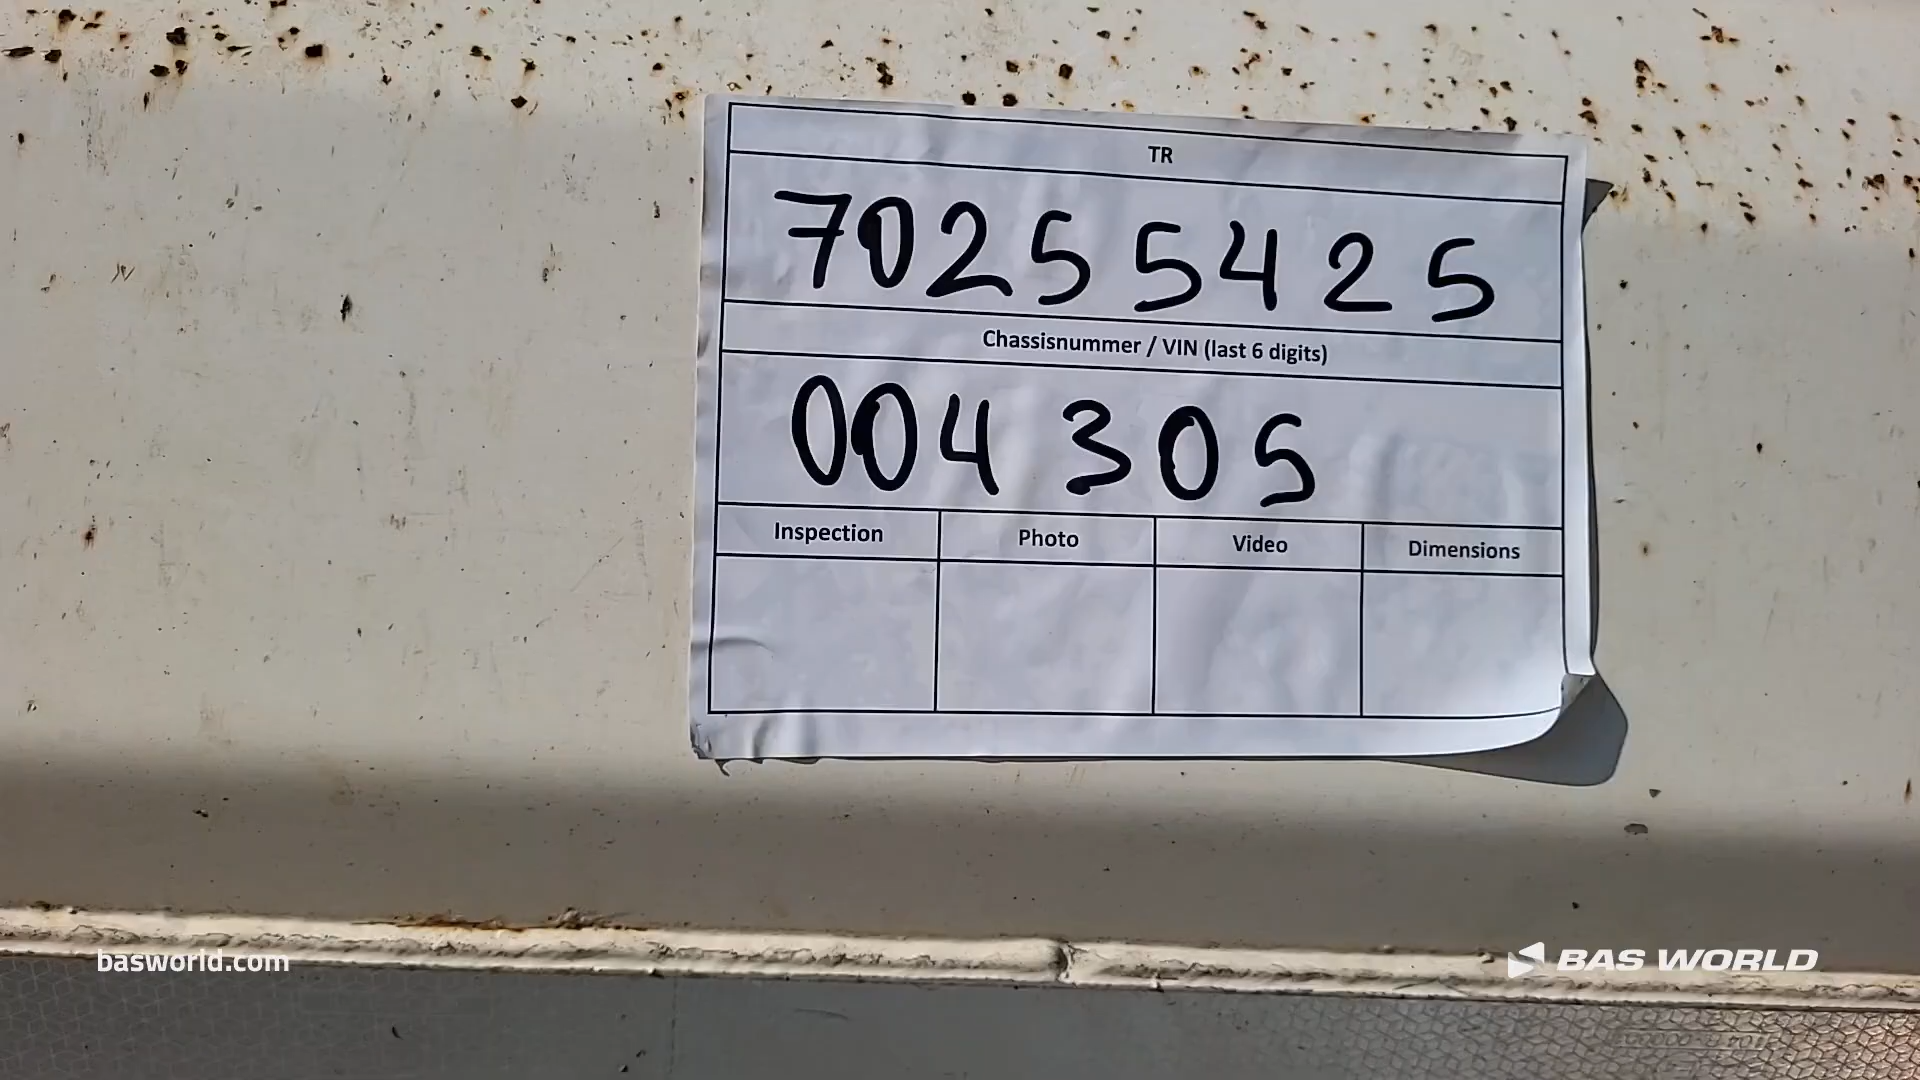 TR
70255425
Chassisnummer / VIN (last 6 digits)
004305
Inspection Photo Video Dimensions
basworld.com
BAS WORLD